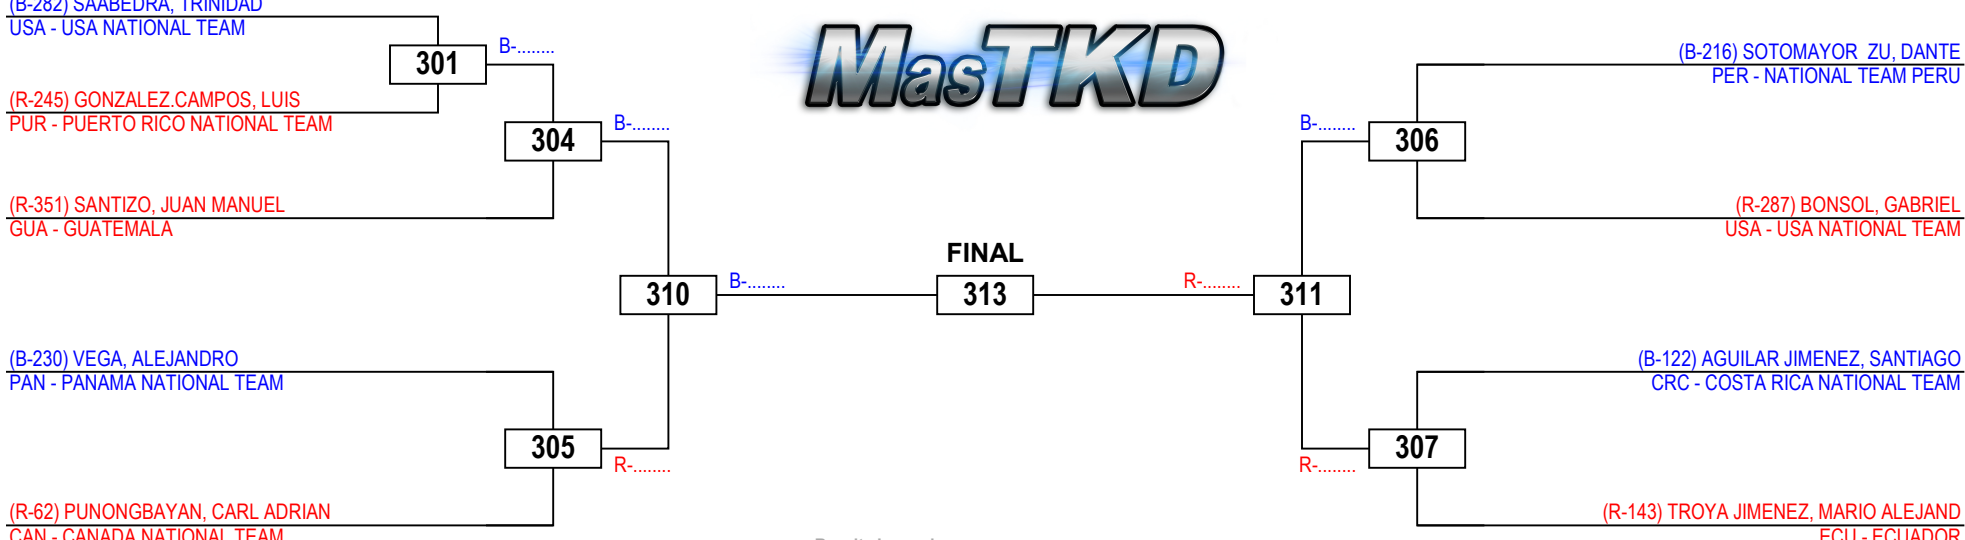 (B-282) SAABEDRA, TRINIDAD
USA - USA NATIONAL TEAM
301
B-........
(R-245) GONZALEZ.CAMPOS, LUIS
PUR - PUERTO RICO NATIONAL TEAM
304
B-........
(R-351) SANTIZO, JUAN MANUEL
GUA - GUATEMALA
310
B-........
(B-230) VEGA, ALEJANDRO
PAN - PANAMA NATIONAL TEAM
305
R-........
(R-62) PUNONGBAYAN, CARL ADRIAN
CAN - CANADA NATIONAL TEAM
MasTKD
FINAL
313
(B-216) SOTOMAYOR ZU, DANTE
PER - NATIONAL TEAM PERU
B-........
306
(R-287) BONSOL, GABRIEL
USA - USA NATIONAL TEAM
R-........
311
(B-122) AGUILAR JIMENEZ, SANTIAGO
CRC - COSTA RICA NATIONAL TEAM
307
R-........
(R-143) TROYA JIMENEZ, MARIO ALEJAND
ECU - ECUADOR